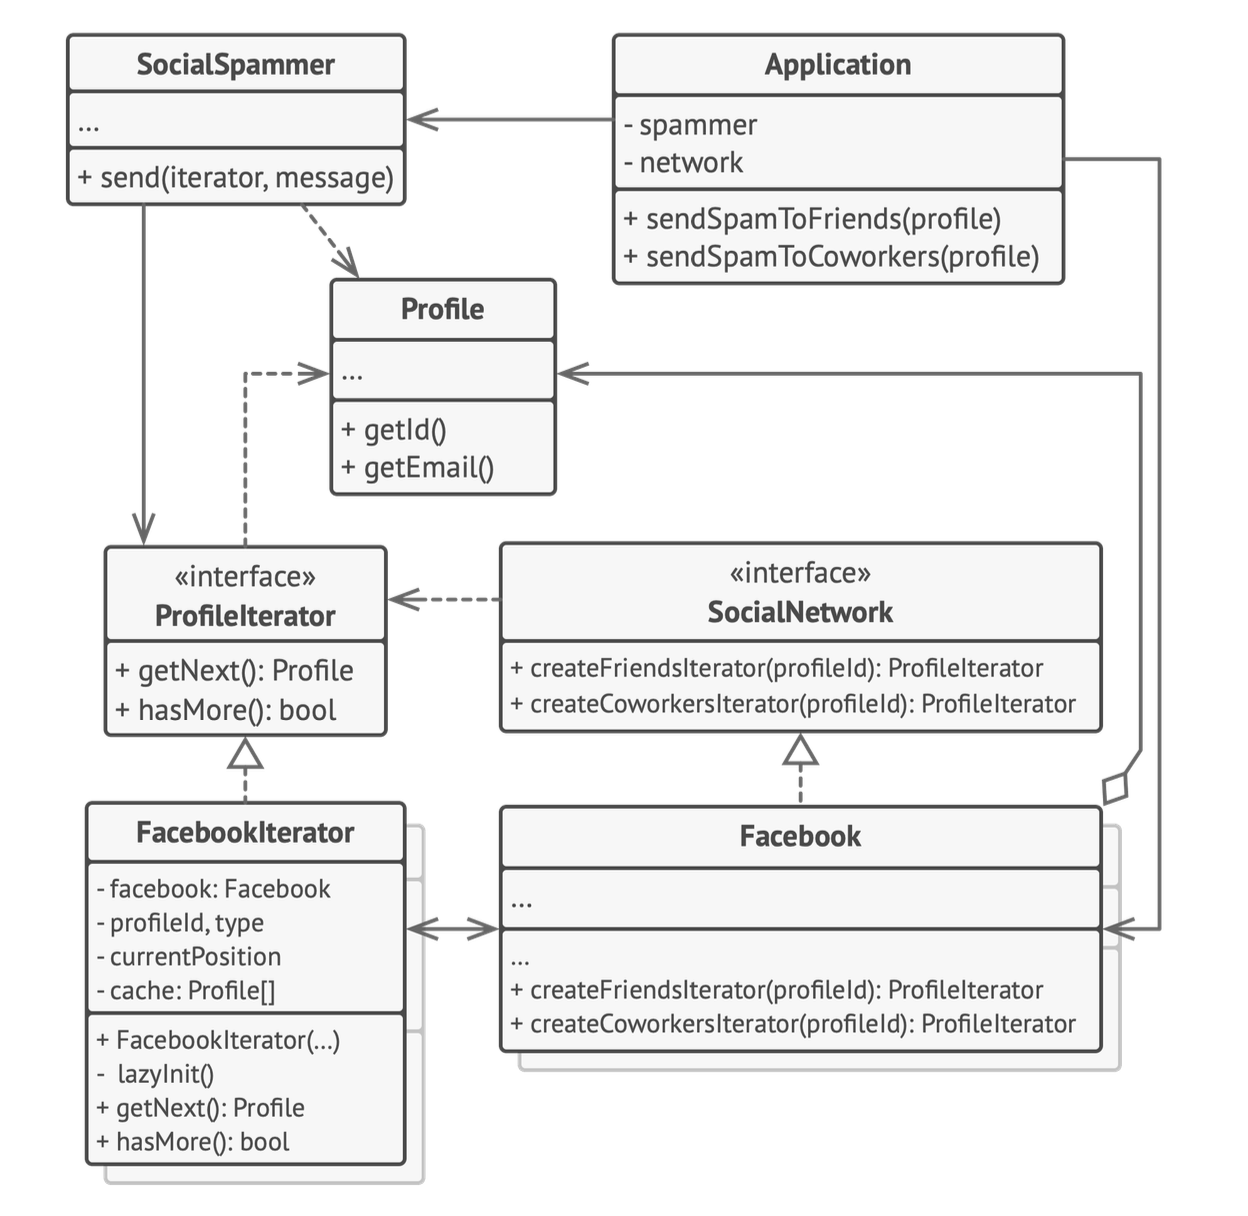 SocialSpammer
...
+ send(iterator, message)
Application
- spammer
- network
+ sendSpamToFriends(profile)
+ sendSpamToCoworkers(profile)
Profile
...
+ getId()
+ getEmail()
«interface»
ProfileIterator
+ getNext(): Profile
+ hasMore(): bool
«interface»
SocialNetwork
+ createFriendsIterator(profileId): ProfileIterator
+ createCoworkersIterator(profileId): ProfileIterator
FacebookIterator
- facebook: Facebook
- profileId, type
- currentPosition
- cache: Profile[]
+ FacebookIterator(...)
- lazyInit()
+ getNext(): Profile
+ hasMore(): bool
Facebook
...
...
+ createFriendsIterator(profileId): ProfileIterator
+ createCoworkersIterator(profileId): ProfileIterator